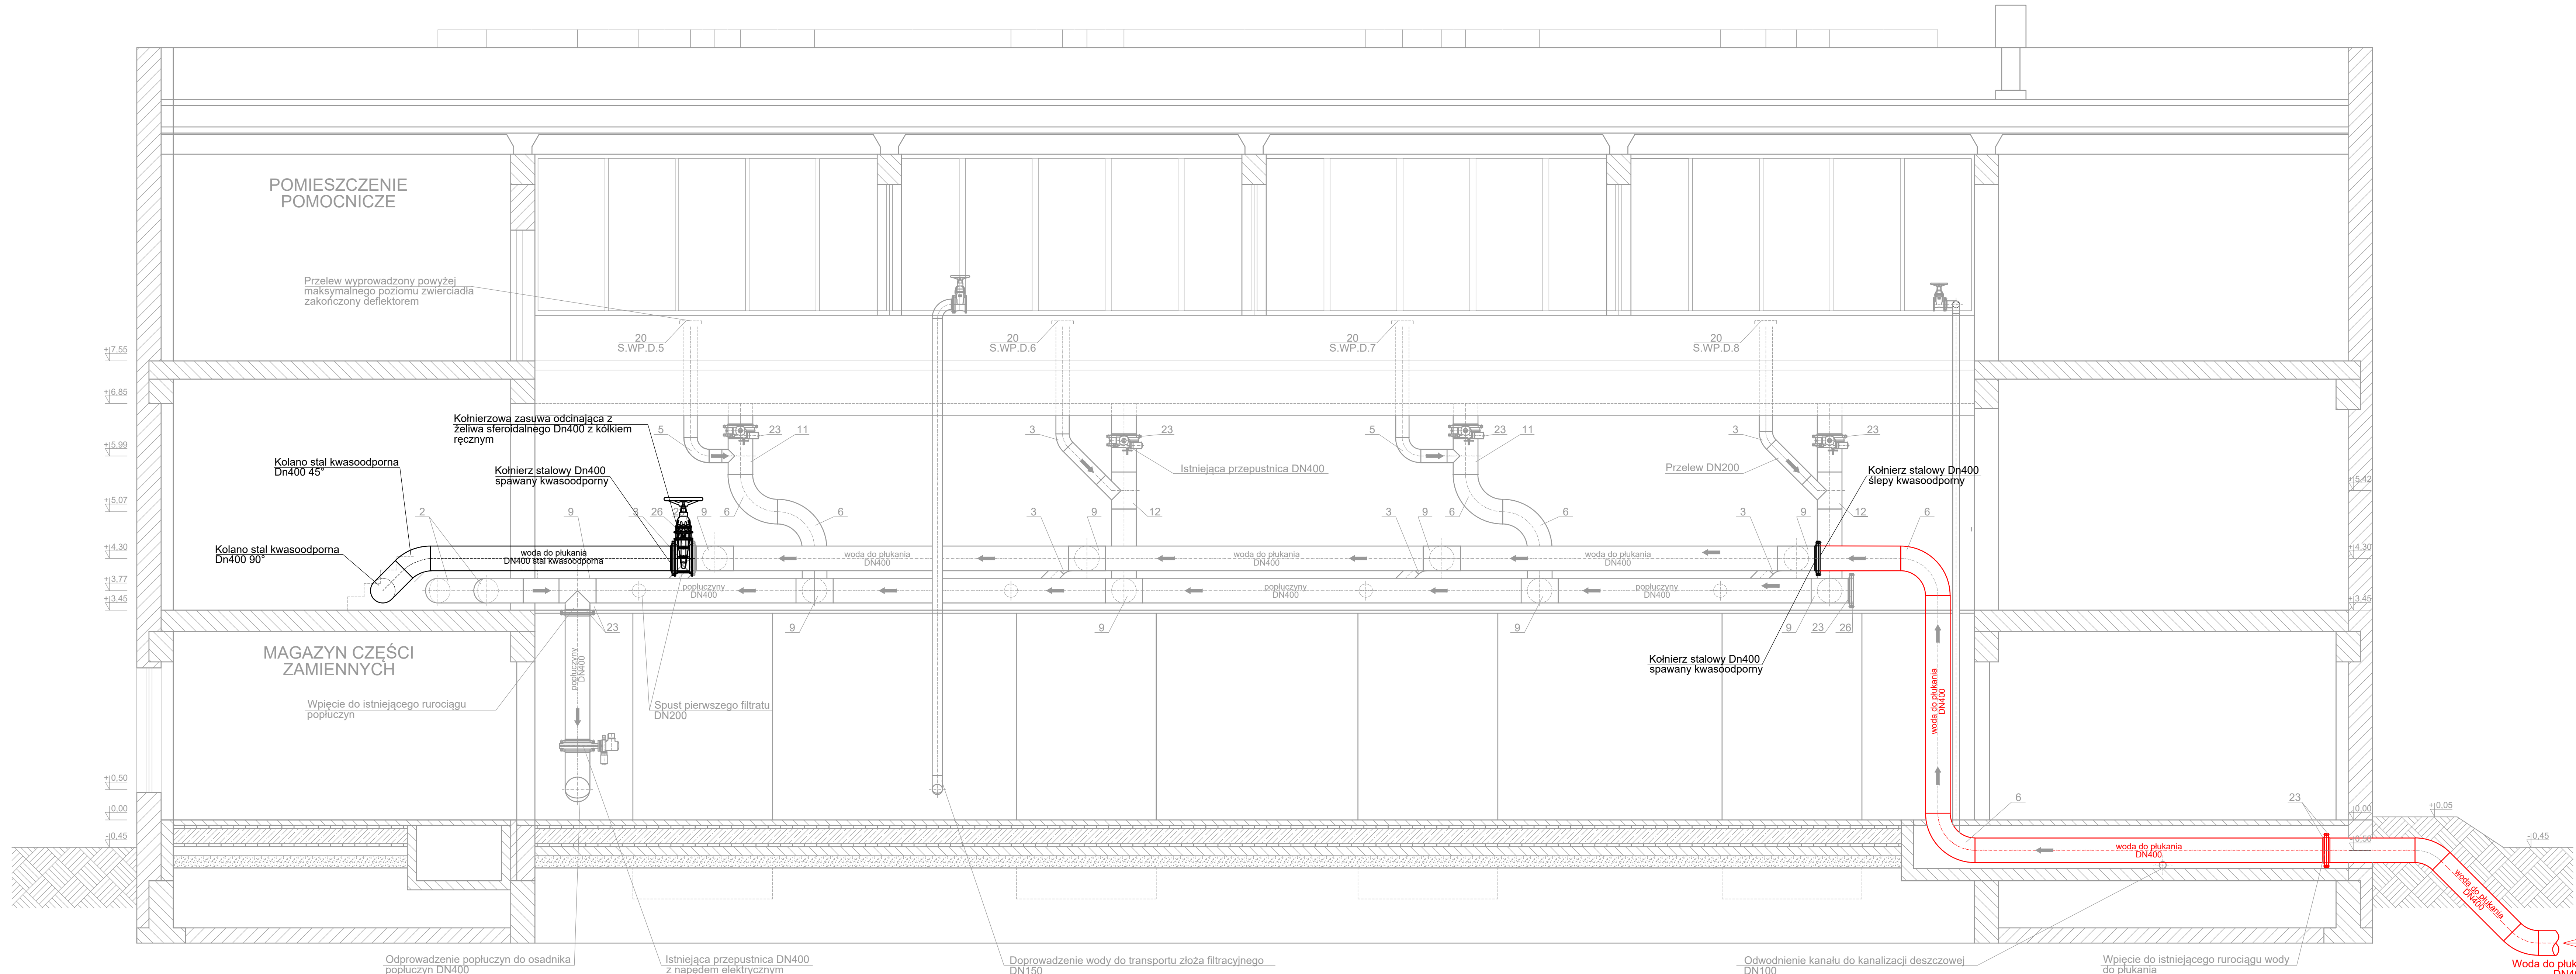 POMIESZCZENIE
POMOCNICZE
Przelew wyprowadzony powyżej
maksymalnego poziomu zwierciadła
zakończony deflektorem
20
S.WP.D.5
20
S.WP.D.6
20
S.WP.D.7
20
S.WP.D.8
+7,55
+6,85
+5,99
+5,07
+4,30
+3,77
+3,45
Kołnierzowa zasuwa odcinająca z
żeliwa sferoidalnego Dn400 z kółkiem
ręcznym
5
23
11
3
23
5
23
11
3
23
Kolano stal kwasoodporna
Dn400 45°
Kołnierz stalowy Dn400
spawany kwasoodporny
Istniejąca przepustnica DN400
Przelew DN200
Kołnierz stalowy Dn400
ślepy kwasoodporny
+5,42
2
9
3
26
9
6
6
3
9
12
3
9
6
6
3
9
12
6
Kolano stal kwasoodporna
Dn400 90°
woda do płukania
DN400 stal kwasoodporna
woda do płukania
DN400
woda do płukania
DN400
woda do płukania
DN400
+4,30
popłuczyny
DN400
popłuczyny
DN400
popłuczyny
DN400
+3,45
23
9
9
9
9
23
26
MAGAZYN CZĘŚCI
ZAMIENNYCH
popłuczyny
DN400
Kołnierz stalowy Dn400
spawany kwasoodporny
woda do płukania
DN400
Wpięcie do istniejącego rurociągu
popłuczyn
Spust pierwszego filtratu
DN200
+0,50
0,00
-0,45
6
23
0,00
+0,05
-0,45
woda do płukania
DN400
woda do płukania
DN400
Odprowadzenie popłuczyn do osadnika
popłuczyn DN400
Istniejąca przepustnica DN400
z napędem elektrycznym
Doprowadzenie wody do transportu złoża filtracyjnego
DN150
Odwodnienie kanału do kanalizacji deszczowej
DN100
Wpięcie do istniejącego rurociągu wody
do płukania
Woda do